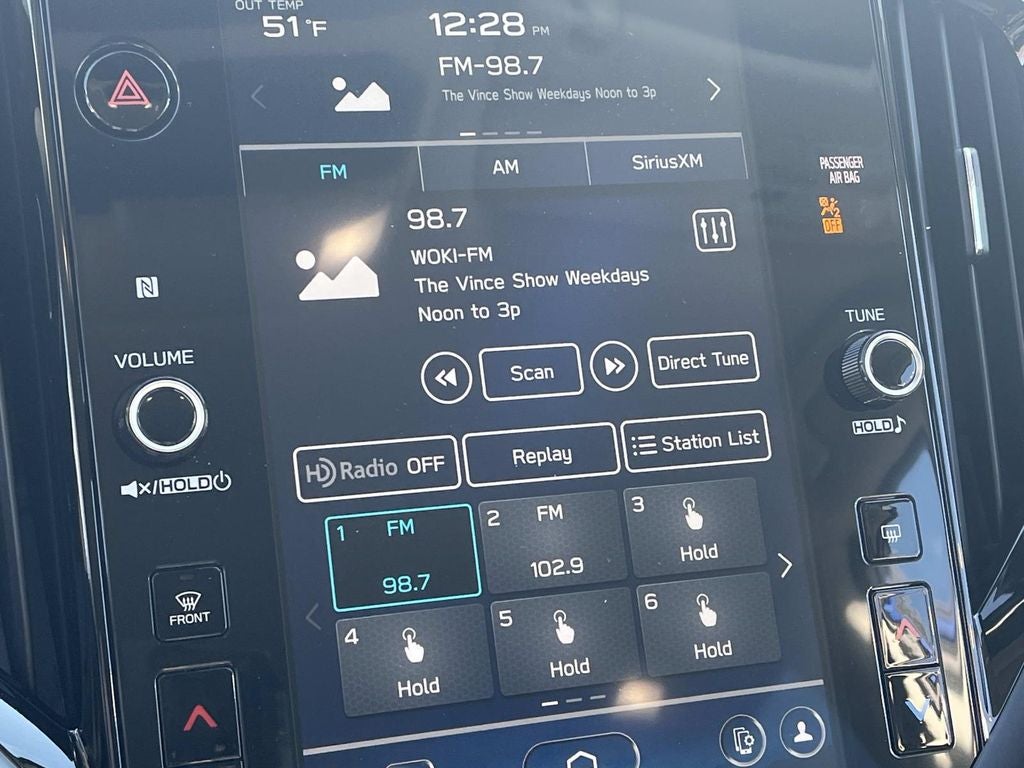 OUT TEMP
51°F
12:28 PM
FM-98.7
The Vince Show Weekdays Noon to 3p
FM
AM
SiriusXM
PASSENGER
AIR BAG
2
OFF
98.7
WOKI-FM
The Vince Show Weekdays
Noon to 3p
N
VOLUME
TUNE
Scan
Direct Tune
HOLD
HD Radio OFF
Replay
Station List
/HOLD
1 FM
98.7
2 FM
102.9
3
Hold
FRONT
4
Hold
5
Hold
6
Hold